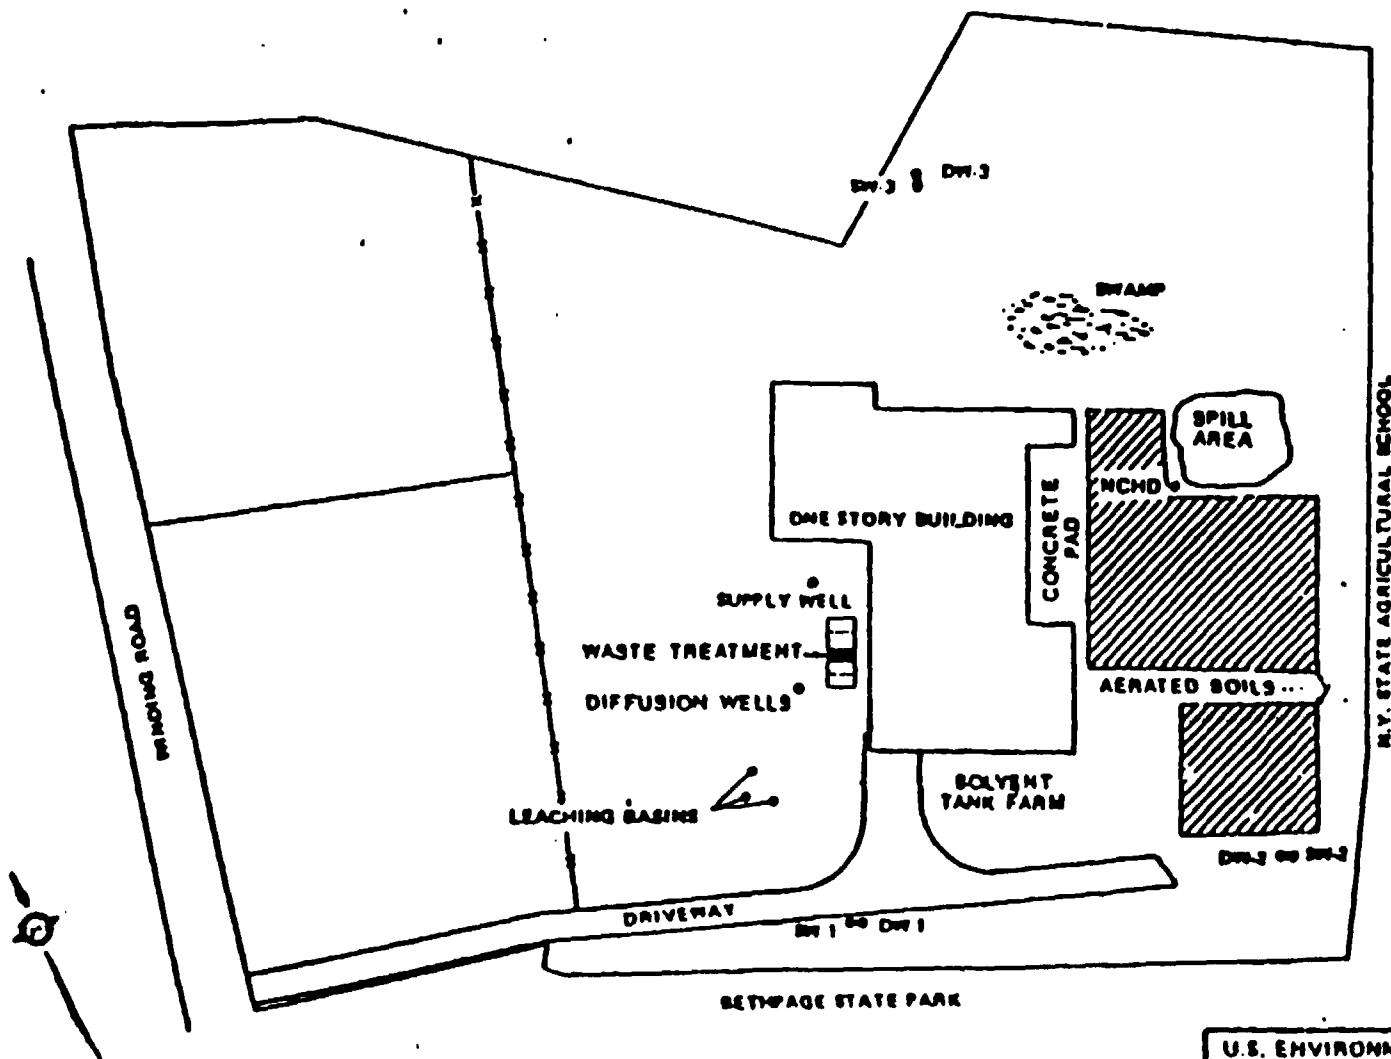 SW-3 DW-3
SWAMP
SPILL
AREA
NCHD
ONE STORY BUILDING
CONCRETE
PAD
N.Y. STATE AGRICULTURAL SCHOOL
SUPPLY WELL
WASTE TREATMENT
DIFFUSION WELLS
AERATED SOILS
ROAD
SOLVENT
TANK FARM
LEACHING BASINS
DW-2 SW-2
DRIVEWAY
SW 1 DW 1
BETHPAGE STATE PARK
U.S. ENVIRONM